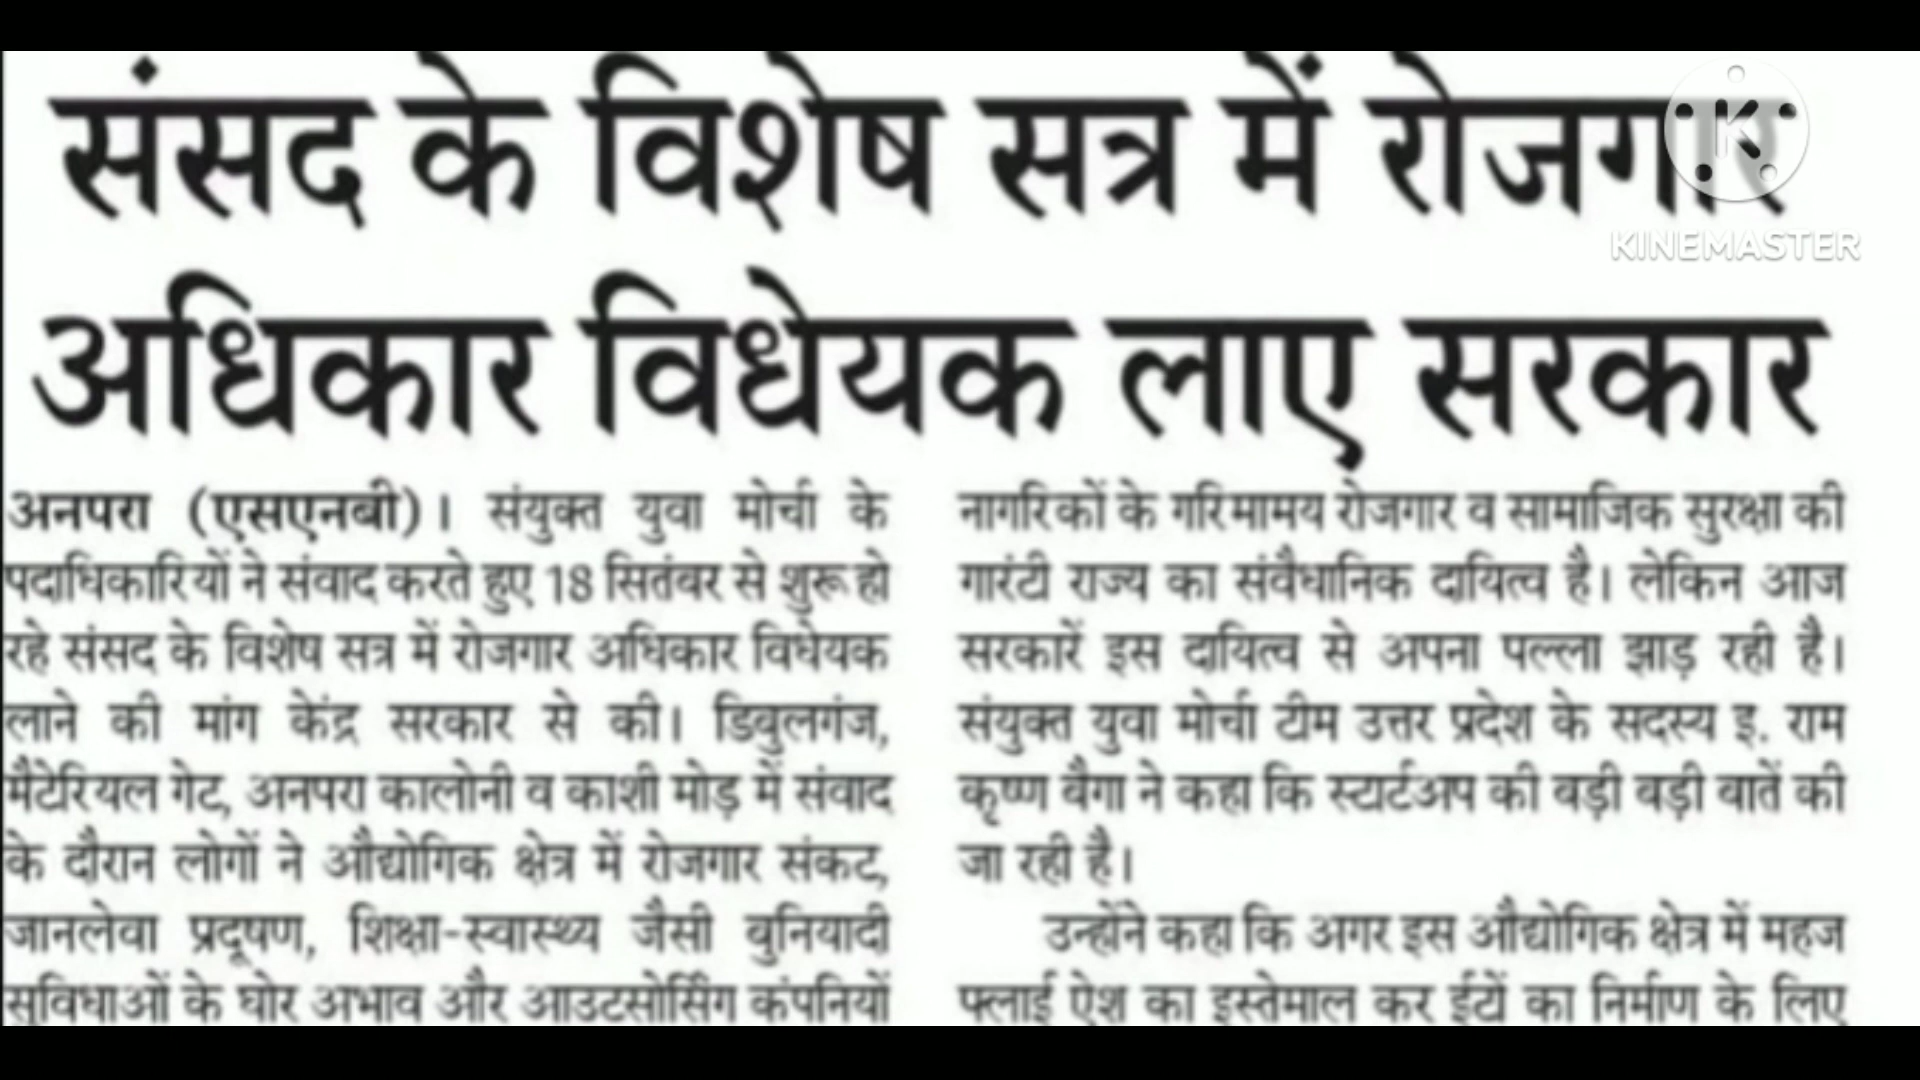 संसद के विशेष सत्र में रोजगार
KINEMASTER
अधिकार विधेयक लाए सरकार
अनपरा (एसएनबी)। संयुक्त युवा मोर्चा के
पदाधिकारियों ने संवाद करते हुए 18 सितंबर से शुरू हो
रहे संसद के विशेष सत्र में रोजगार अधिकार विधेयक
लाने की मांग केंद्र सरकार से की। डिबुलगंज,
मैटेरियल गेट, अनपरा कालोनी व काशी मोड़ में संवाद
के दौरान लोगों ने औद्योगिक क्षेत्र में रोजगार संकट,
जानलेवा प्रदूषण, शिक्षा-स्वास्थ्य जैसी बुनियादी
सुविधाओं के घोर अभाव और आउटसोर्सिंग कंपनियों
नागरिकों के गरिमामय रोजगार व सामाजिक सुरक्षा की
गारंटी राज्य का संवैधानिक दायित्व है। लेकिन आज
सरकारें इस दायित्व से अपना पल्ला झाड़ रही है।
संयुक्त युवा मोर्चा टीम उत्तर प्रदेश के सदस्य इ. राम
कृष्ण बैगा ने कहा कि स्टार्टअप की बड़ी बड़ी बातें की
जा रही है।
उन्होंने कहा कि अगर इस औद्योगिक क्षेत्र में महज
फ्लाई ऐश का इस्तेमाल कर ईटों का निर्माण के लिए